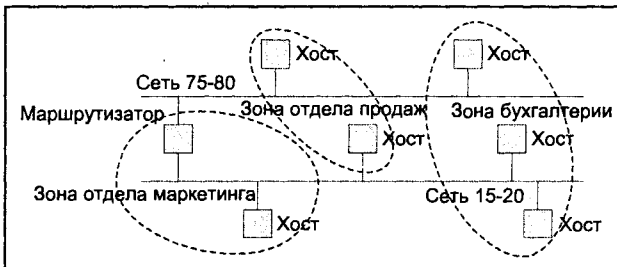 Хост
Хост
Сеть 75-80
Маршрутизатор
Зона отдела продаж
Зона бухгалтерии
Хост
Хост
Зона отдела маркетинга
Сеть 15-20
Хост
Хост